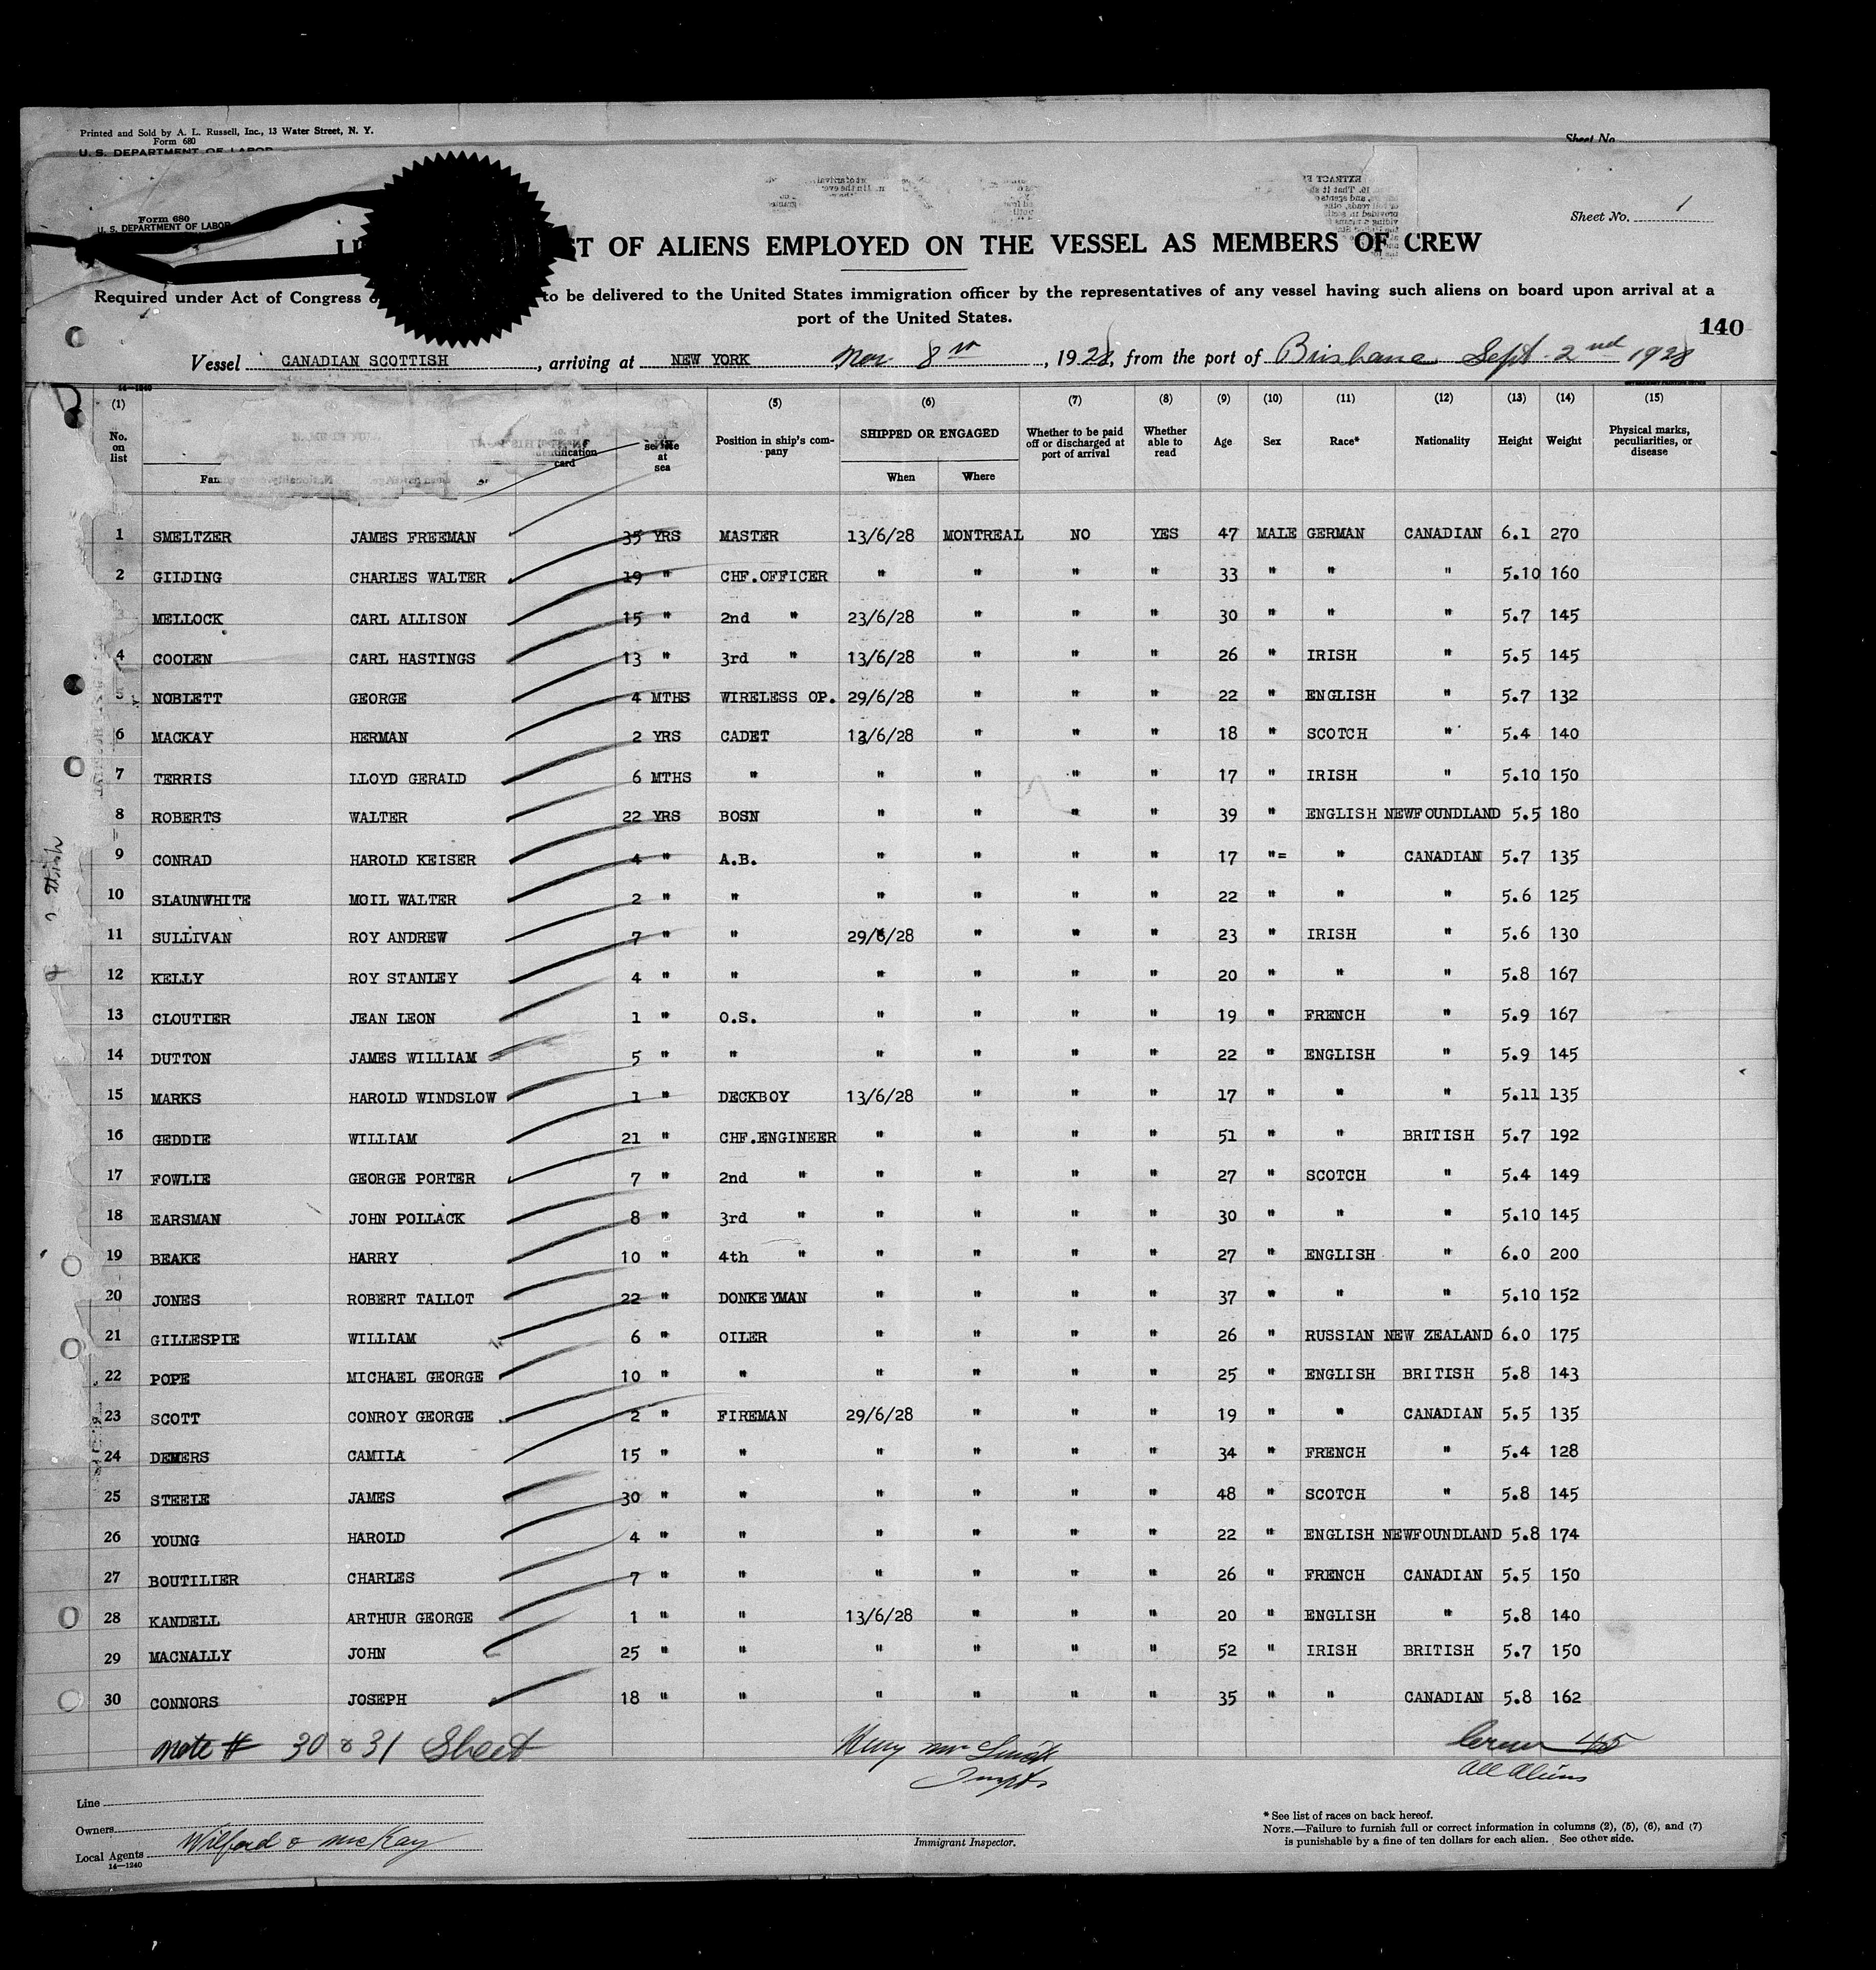 Printed and Sold by A. L. Russell, Inc., 13 Water Street, N. Y.
Form 680
U. S. DEPARTMENT OF LABOR
Sheet No.
Form 680
U. S. DEPARTMENT OF LABOR
Sheet No. 1
ST OF ALIENS EMPLOYED ON THE VESSEL AS MEMBERS OF CREW
Required under Act of Congress to be delivered to the United States immigration officer by the representatives of any vessel having such aliens on board upon arrival at a
port of the United States.
140
Vessel CANADIAN SCOTTISH, arriving at NEW YORK Nov 8th, 1928, from the port of Brisbane Sept 2nd 1928
14-1240
(1) (5) (6) (7) (8) (9) (10) (11) (12) (13) (14) (15)
No. on list card service at sea Position in ship's company SHIPPED OR ENGAGED When Where Whether to be paid off or discharged at port of arrival Whether able to read Age Sex Race* Nationality Height Weight Physical marks, peculiarities, or disease
1 SMELTZER JAMES FREEMAN 35 YRS MASTER 13/6/28 MONTREAL NO YES 47 MALE GERMAN CANADIAN 6.1 270
2 GILDING CHARLES WALTER 19 " CHF.OFFICER " " " " 33 " " " 5.10 160
3 MELLOCK CARL ALLISON 15 " 2nd " 23/6/28 " " " 30 " " " 5.7 145
4 COOLEN CARL HASTINGS 13 " 3rd " 13/6/28 " " " 26 " IRISH " 5.5 145
5 NOBLETT GEORGE 4 MTHS WIRELESS OP. 29/6/28 " " " 22 " ENGLISH " 5.7 132
6 MACKAY HERMAN 2 YRS CADET 13/6/28 " " " 18 " SCOTCH " 5.4 140
7 TERRIS LLOYD GERALD 6 MTHS " " " " " 17 " IRISH " 5.10 150
8 ROBERTS WALTER 22 YRS BOSN " " " " 39 " ENGLISH NEWFOUNDLAND 5.5 180
9 CONRAD HAROLD KEISER 4 " A.B. " " " " 17 "= " CANADIAN 5.7 135
10 SLAUNWHITE MOIL WALTER 2 " " " " " " 22 " " " 5.6 125
11 SULLIVAN ROY ANDREW 7 " " 29/6/28 " " " 23 " IRISH " 5.6 130
12 KELLY ROY STANLEY 4 " " " " " " 20 " " " 5.8 167
13 CLOUTIER JEAN LEON 1 " O.S. " " " " 19 " FRENCH " 5.9 167
14 DUTTON JAMES WILLIAM 5 " " " " " " 22 " ENGLISH " 5.9 145
15 MARKS HAROLD WINDSLOW 1 " DECKBOY 13/6/28 " " " 17 " " " 5.11 135
16 GEDDIE WILLIAM 21 " CHF.ENGINEER " " " " 51 " " BRITISH 5.7 192
17 FOWLIE GEORGE PORTER 7 " 2nd " " " " " 27 " SCOTCH " 5.4 149
18 EARSMAN JOHN POLLACK 8 " 3rd " " " " " 30 " " " 5.10 145
19 BEAKE HARRY 10 " 4th " " " " " 27 " ENGLISH " 6.0 200
20 JONES ROBERT TALLOT 22 " DONKEYMAN " " " " 37 " " " 5.10 152
21 GILLESPIE WILLIAM 6 " OILER " " " " 26 " RUSSIAN NEW ZEALAND 6.0 175
22 POPE MICHAEL GEORGE 10 " " " " " " 25 " ENGLISH BRITISH 5.8 143
23 SCOTT CONROY GEORGE 2 " FIREMAN 29/6/28 " " " 19 " " CANADIAN 5.5 135
24 DEMERS CAMILA 15 " " " " " " 34 " FRENCH " 5.4 128
25 STEELE JAMES 30 " " " " " " 48 " SCOTCH " 5.8 145
26 YOUNG HAROLD 4 " " " " " " 22 " ENGLISH NEWFOUNDLAND 5.8 174
27 BOUTILIER CHARLES 7 " " " " " " 26 " FRENCH CANADIAN 5.5 150
28 KANDELL ARTHUR GEORGE 1 " " 13/6/28 " " " 20 " ENGLISH " 5.8 140
29 MACNALLY JOHN 25 " " " " " " 52 " IRISH BRITISH 5.7 150
30 CONNORS JOSEPH 18 " " " " " " 35 " " CANADIAN 5.8 162
note # 30 & 31 Sheet
Crew 45
All Aliens
Line
Owners
Local Agents Wilford & McKay
14-1240
Immigrant Inspector.
* See list of races on back hereof.
NOTE.—Failure to furnish full or correct information in columns (2), (5), (6), and (7)
is punishable by a fine of ten dollars for each alien. See other side.